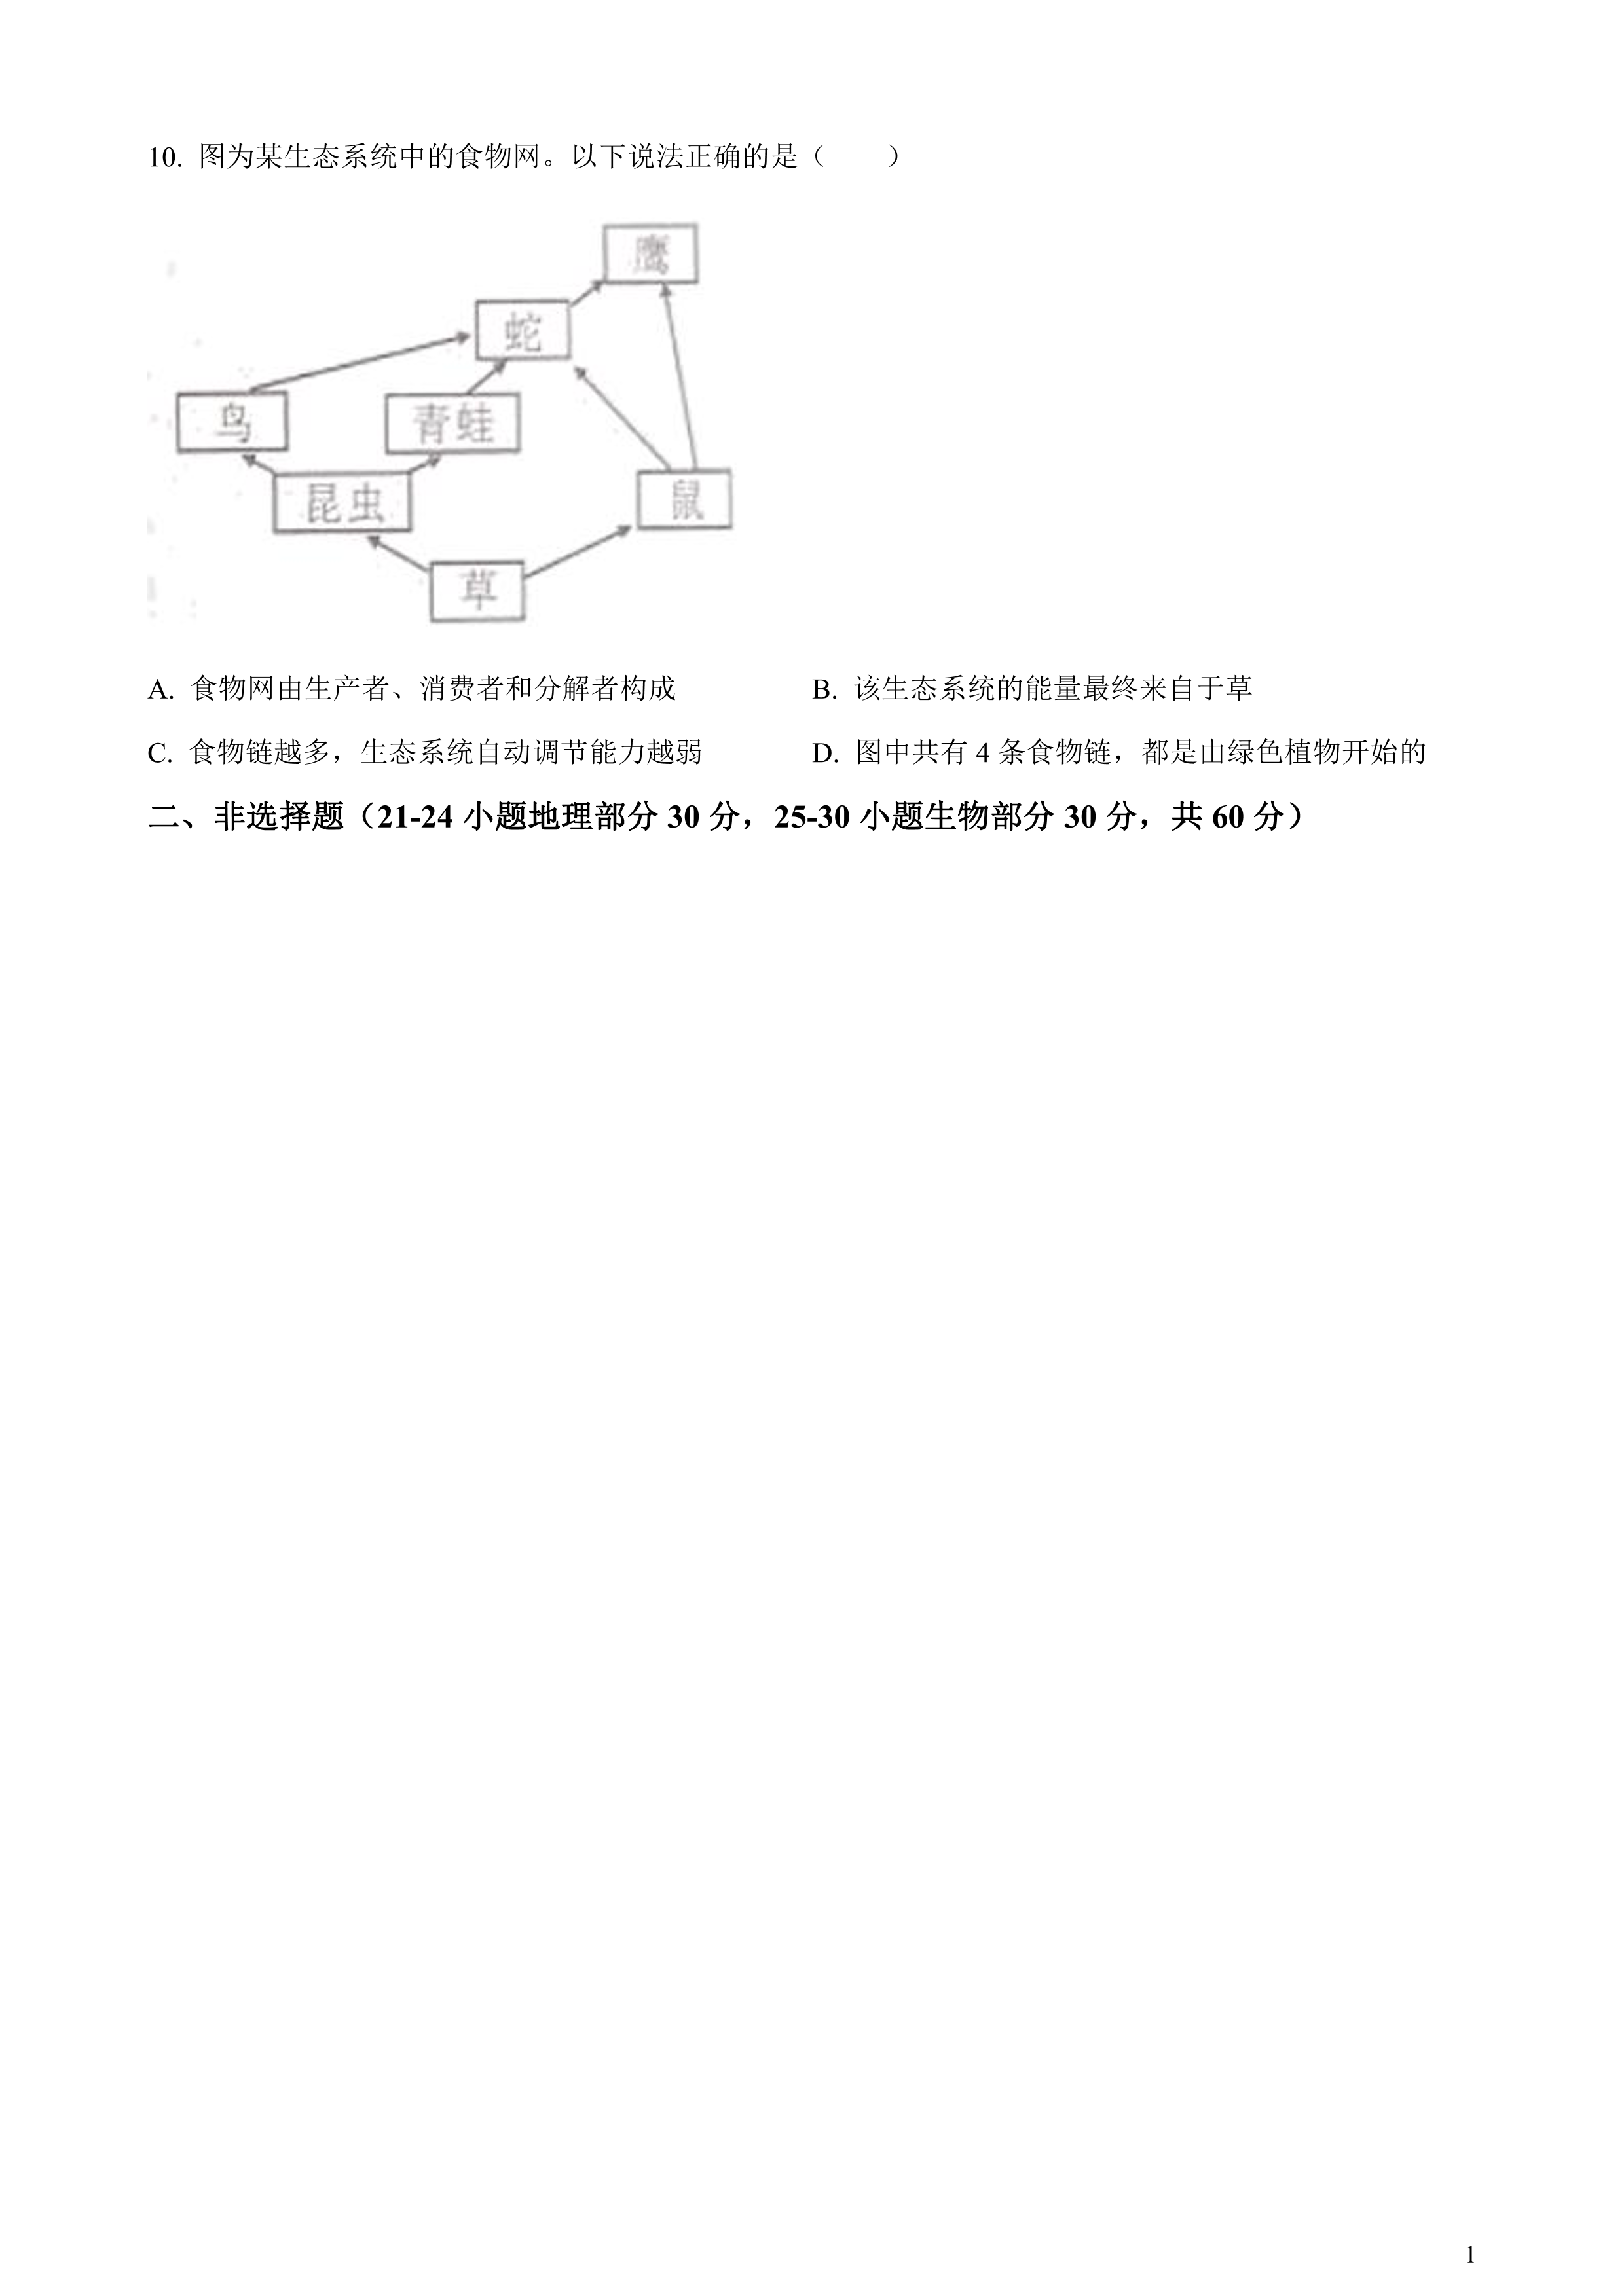 10. 图为某生态系统中的食物网。以下说法正确的是（　　）
鹰
蛇
鸟
青蛙
昆虫
鼠
草
A. 食物网由生产者、消费者和分解者构成
B. 该生态系统的能量最终来自于草
C. 食物链越多，生态系统自动调节能力越弱
D. 图中共有 4 条食物链，都是由绿色植物开始的
二、非选择题（21-24 小题地理部分 30 分，25-30 小题生物部分 30 分，共 60 分）
1